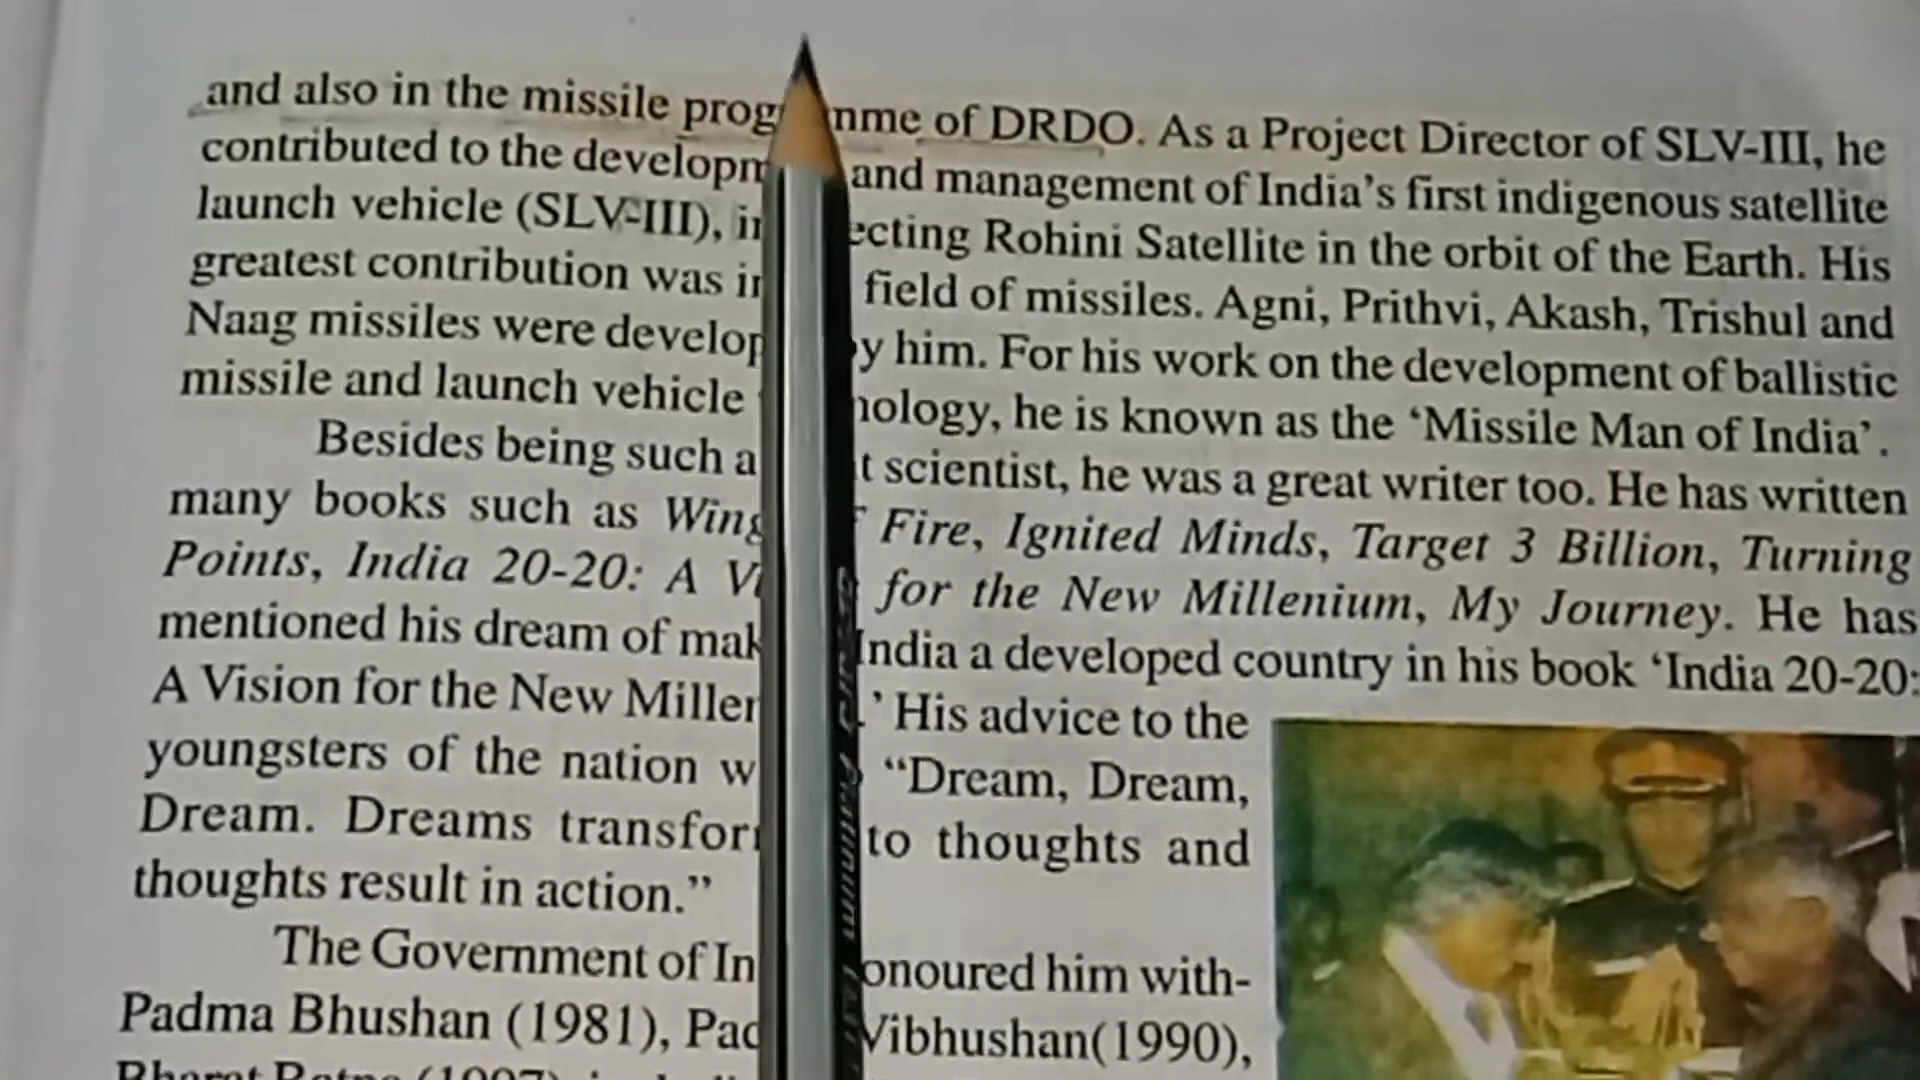 and also in the missile prog nme of DRDO. As a Project Director of SLV-III, he
contributed to the developm and management of India's first indigenous satellite
launch vehicle (SLV-III), in ecting Rohini Satellite in the orbit of the Earth. His
greatest contribution was in field of missiles. Agni, Prithvi, Akash, Trishul and
Naag missiles were develop y him. For his work on the development of ballistic
missile and launch vehicle nology, he is known as the 'Missile Man of India'.
Besides being such a t scientist, he was a great writer too. He has written
many books such as Wing f Fire, Ignited Minds, Target 3 Billion, Turning
Points, India 20-20: A Vi for the New Millenium, My Journey. He has
mentioned his dream of mak India a developed country in his book 'India 20-20:
A Vision for the New Millen .' His advice to the
youngsters of the nation w "Dream, Dream,
Dream. Dreams transfor to thoughts and
thoughts result in action."
The Government of In onoured him with-
Padma Bhushan (1981), Pad Vibhushan(1990),
Bharat Ratna (1997)